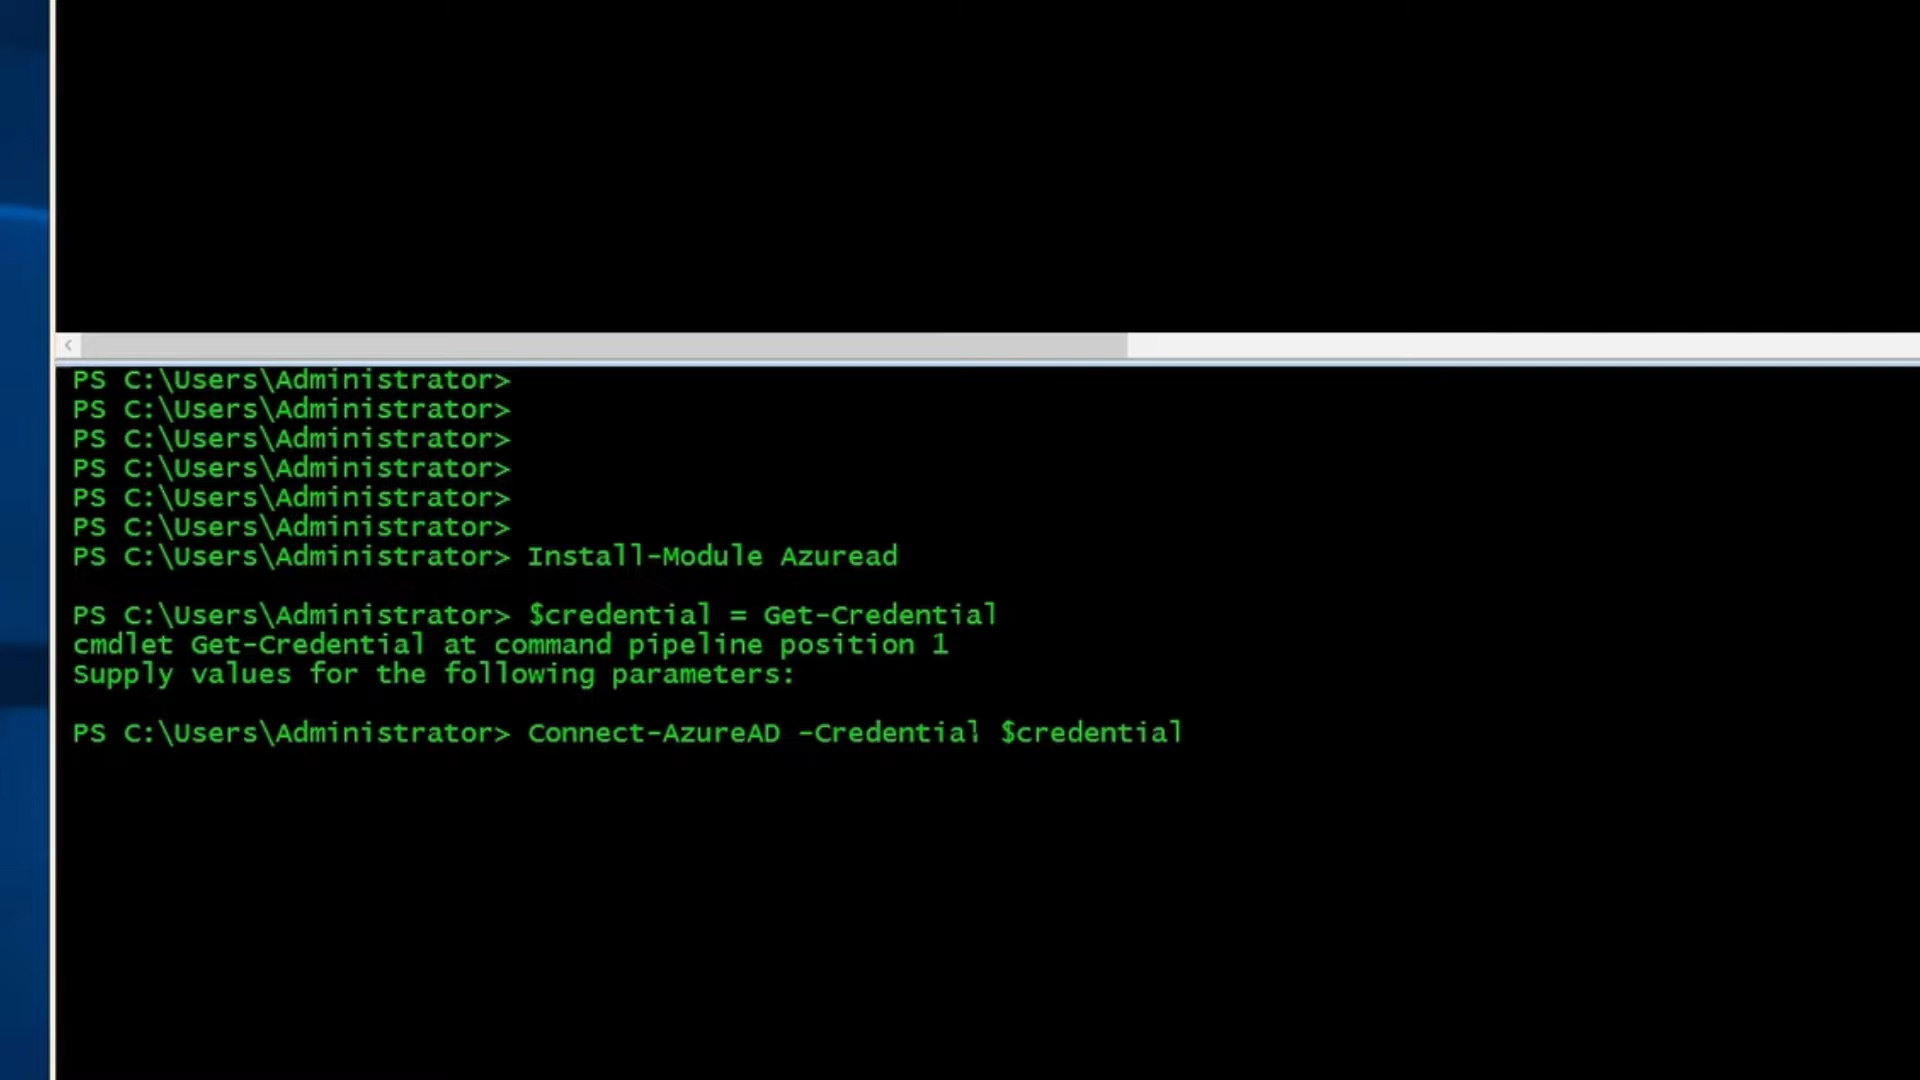 PS C:\Users\Administrator>
PS C:\Users\Administrator>
PS C:\Users\Administrator>
PS C:\Users\Administrator>
PS C:\Users\Administrator>
PS C:\Users\Administrator>
PS C:\Users\Administrator> Install-Module Azuread
PS C:\Users\Administrator> $credential = Get-Credential
cmdlet Get-Credential at command pipeline position 1
Supply values for the following parameters:
PS C:\Users\Administrator> Connect-AzureAD -Credential $credential